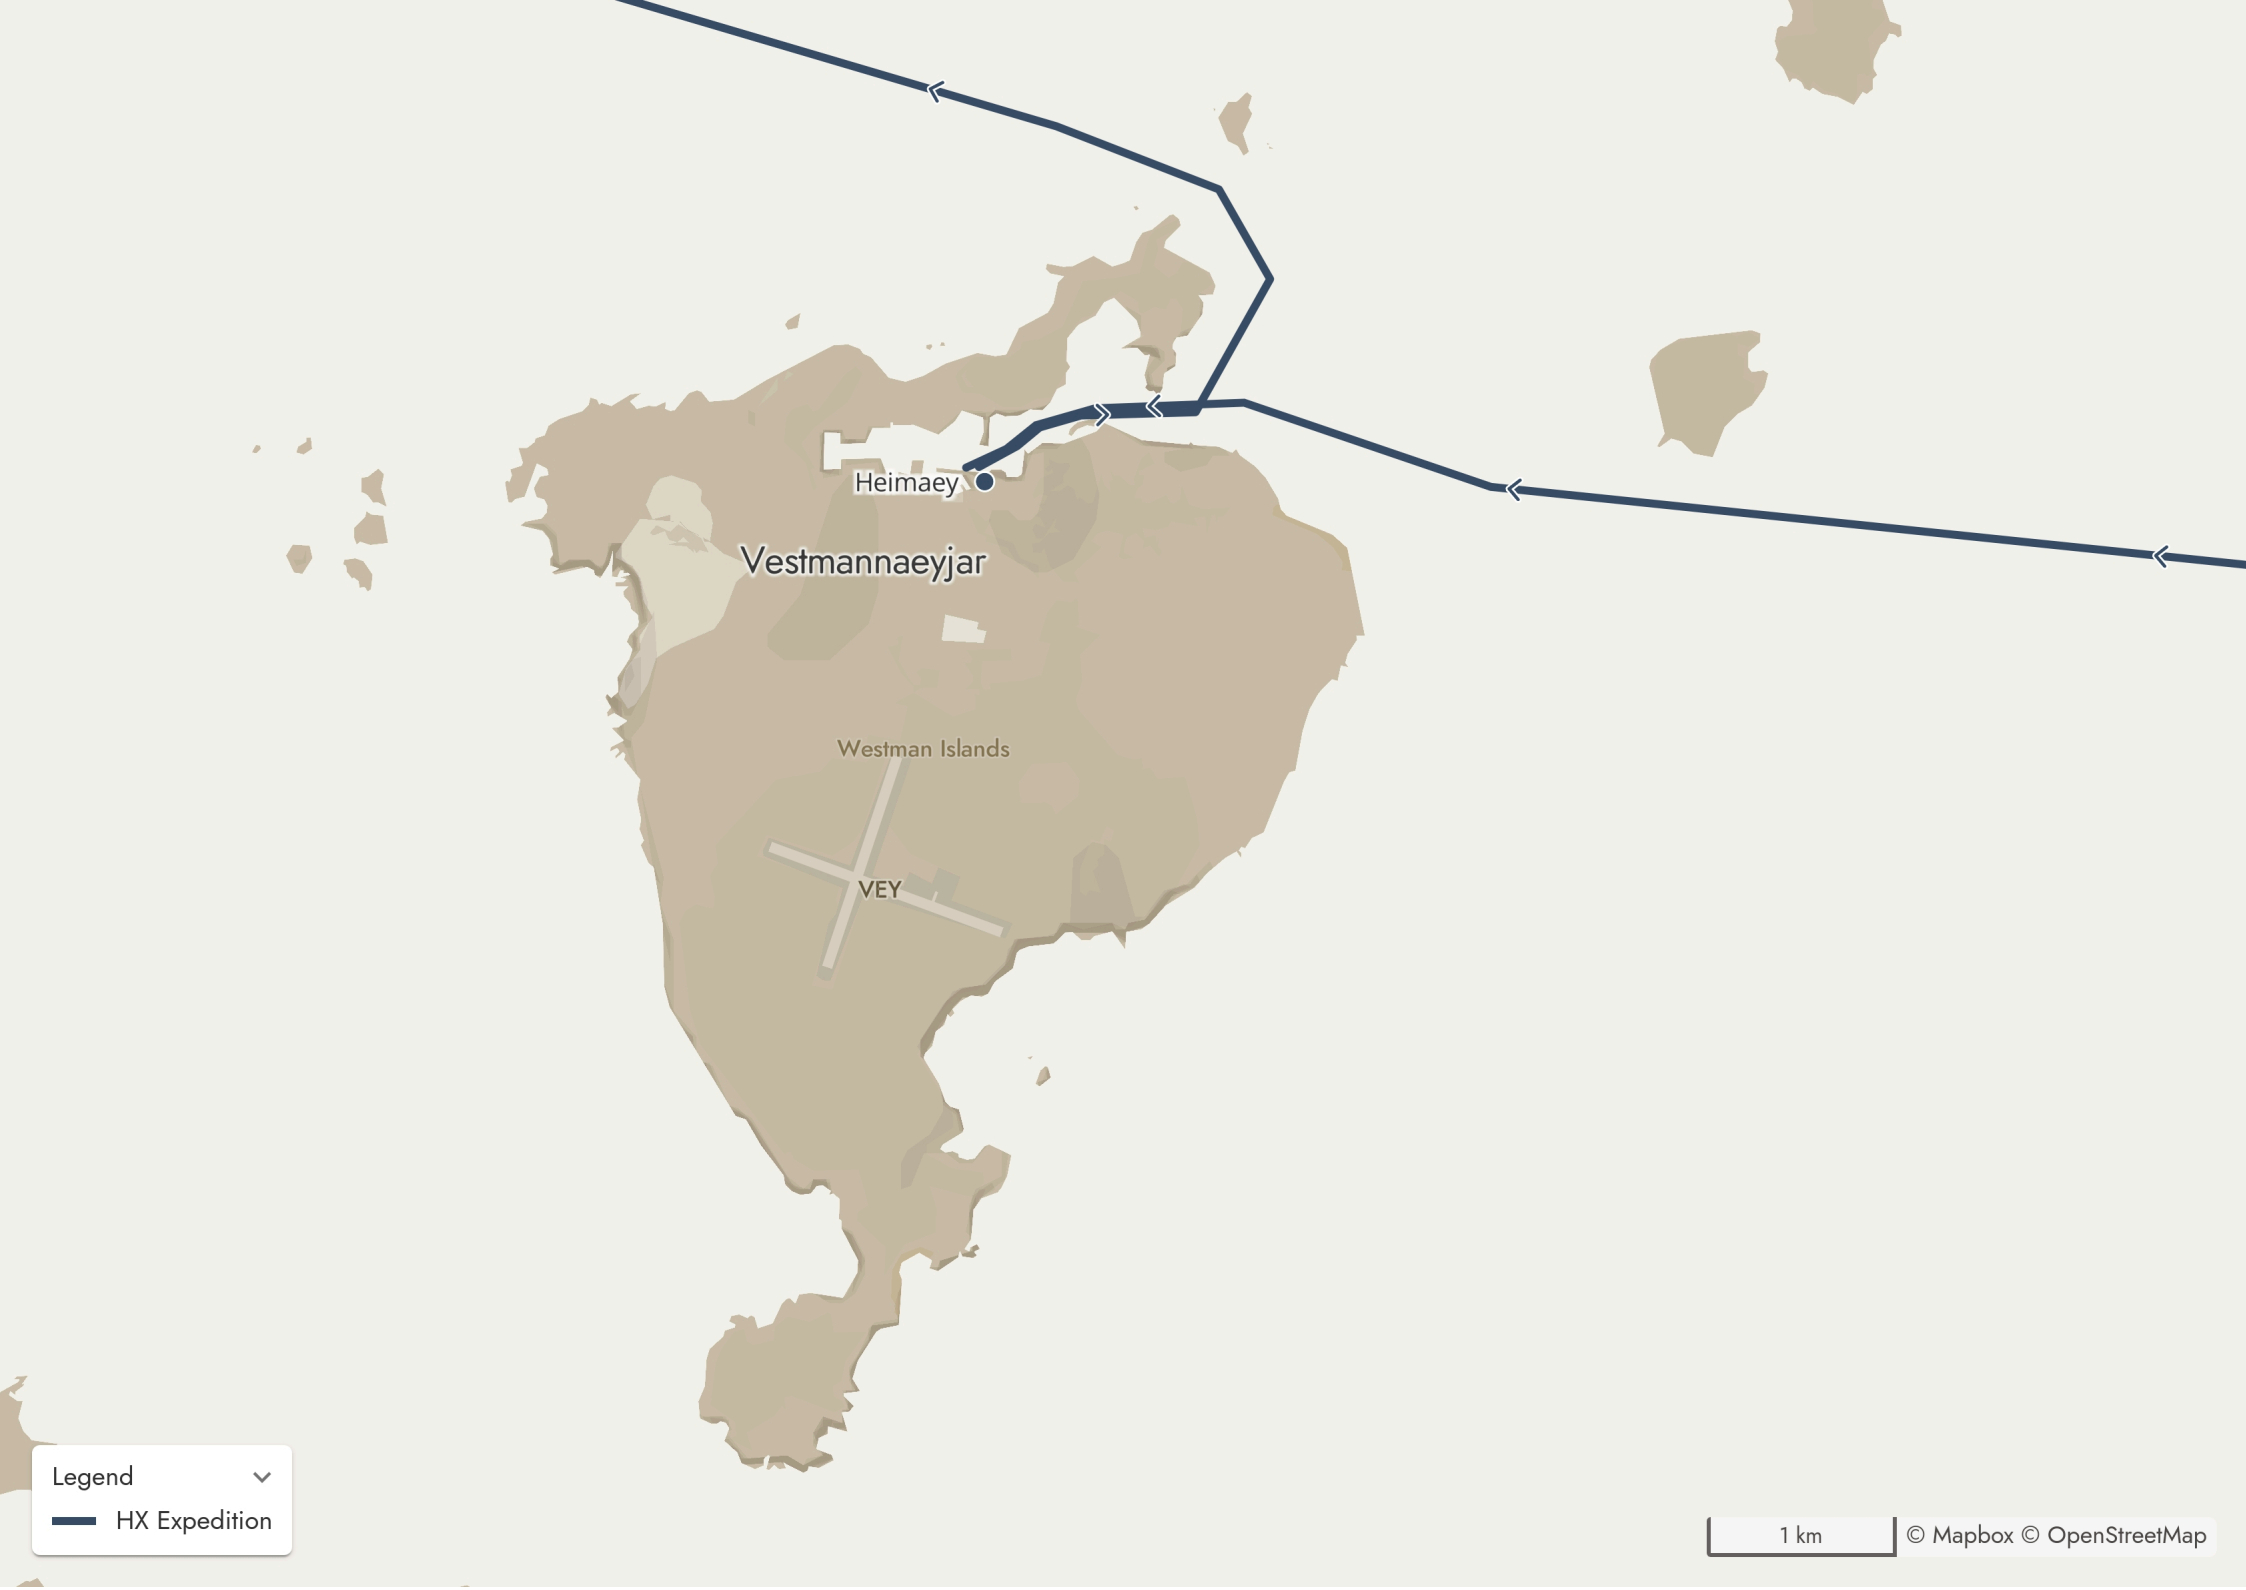 Heimaey
Vestmannaeyjar
Westman Islands
VEY
Legend
HX Expedition
1 km
© Mapbox © OpenStreetMap